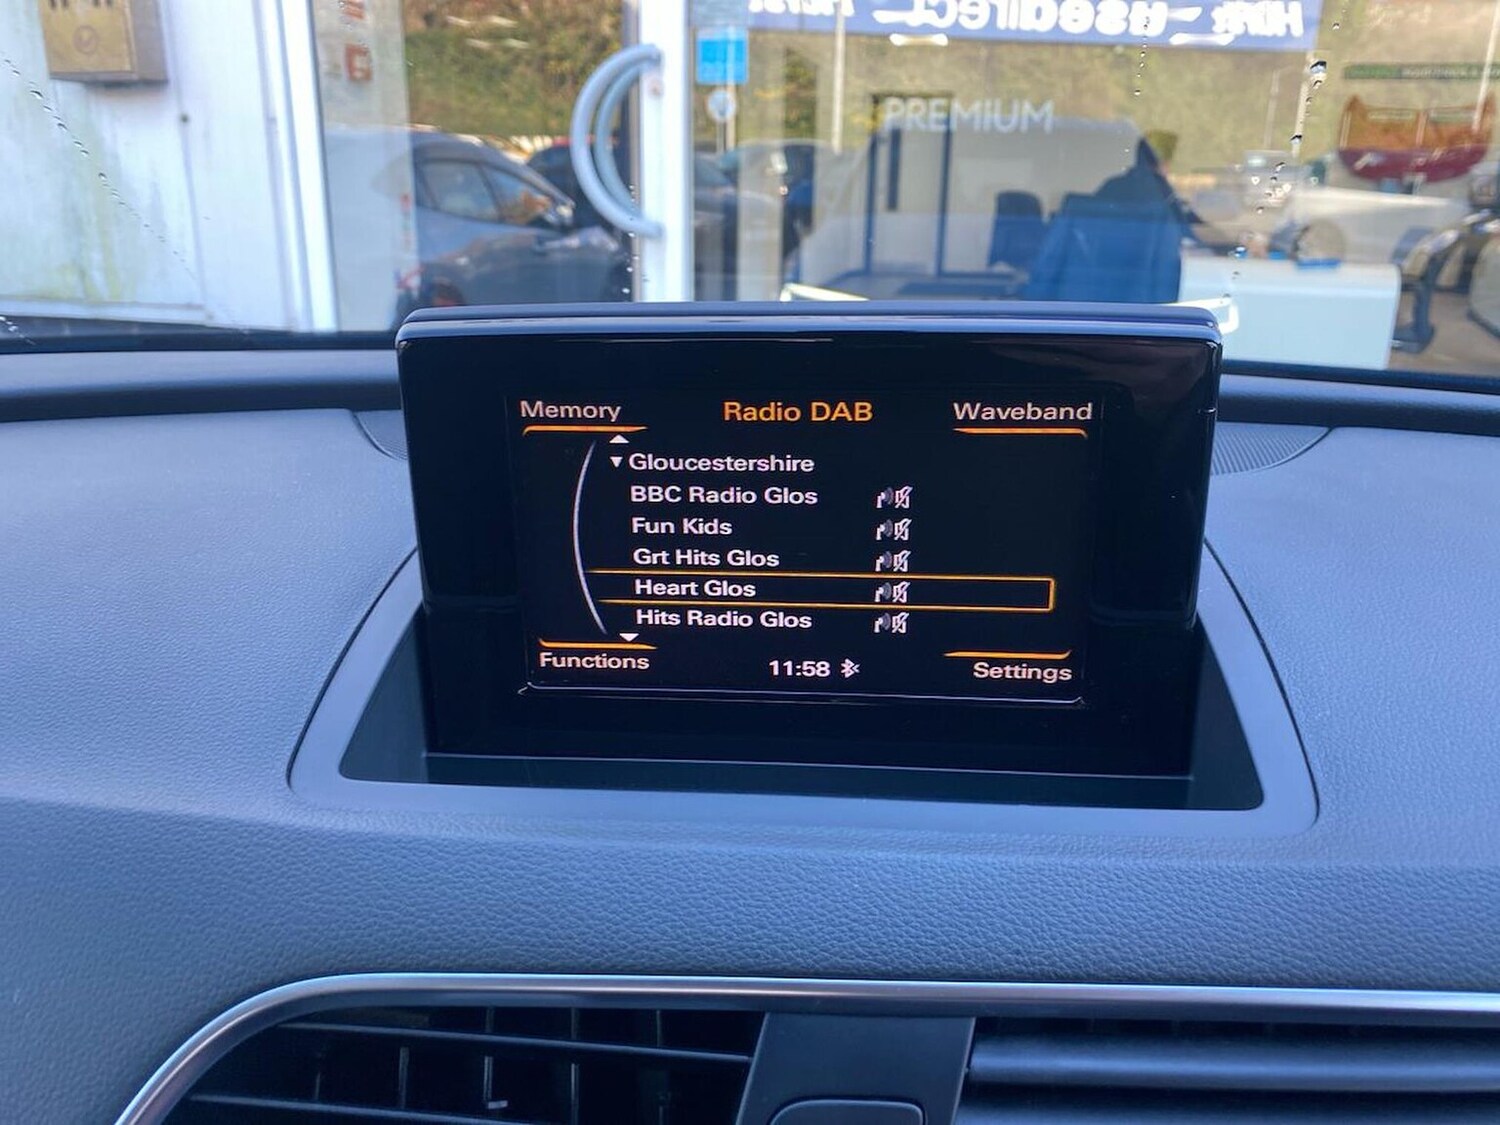 PREMIUM
Memory
Radio DAB
Waveband
Gloucestershire
BBC Radio Glos
Fun Kids
Grt Hits Glos
Heart Glos
Hits Radio Glos
Functions
11:58
Settings